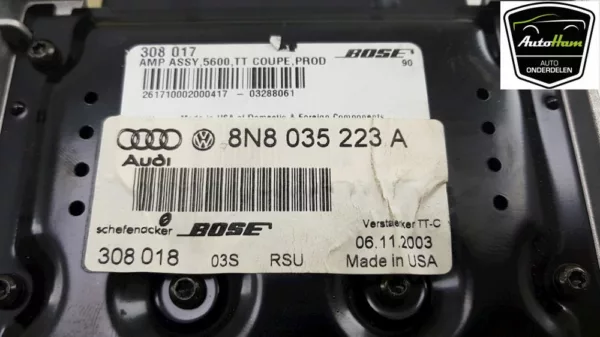 308 017
BOSE
AMP ASSY,5600,TT COUPE,PROD
90
261710002000417 - 03288061
Made in USA of Domestic & Foreign Components
8N8 035 223 A
Audi
schefenacker
BOSE
Verstaerker TT-C
06.11.2003
308 018
03S
RSU
Made in USA
AutoHam
AUTO
ONDERDELEN